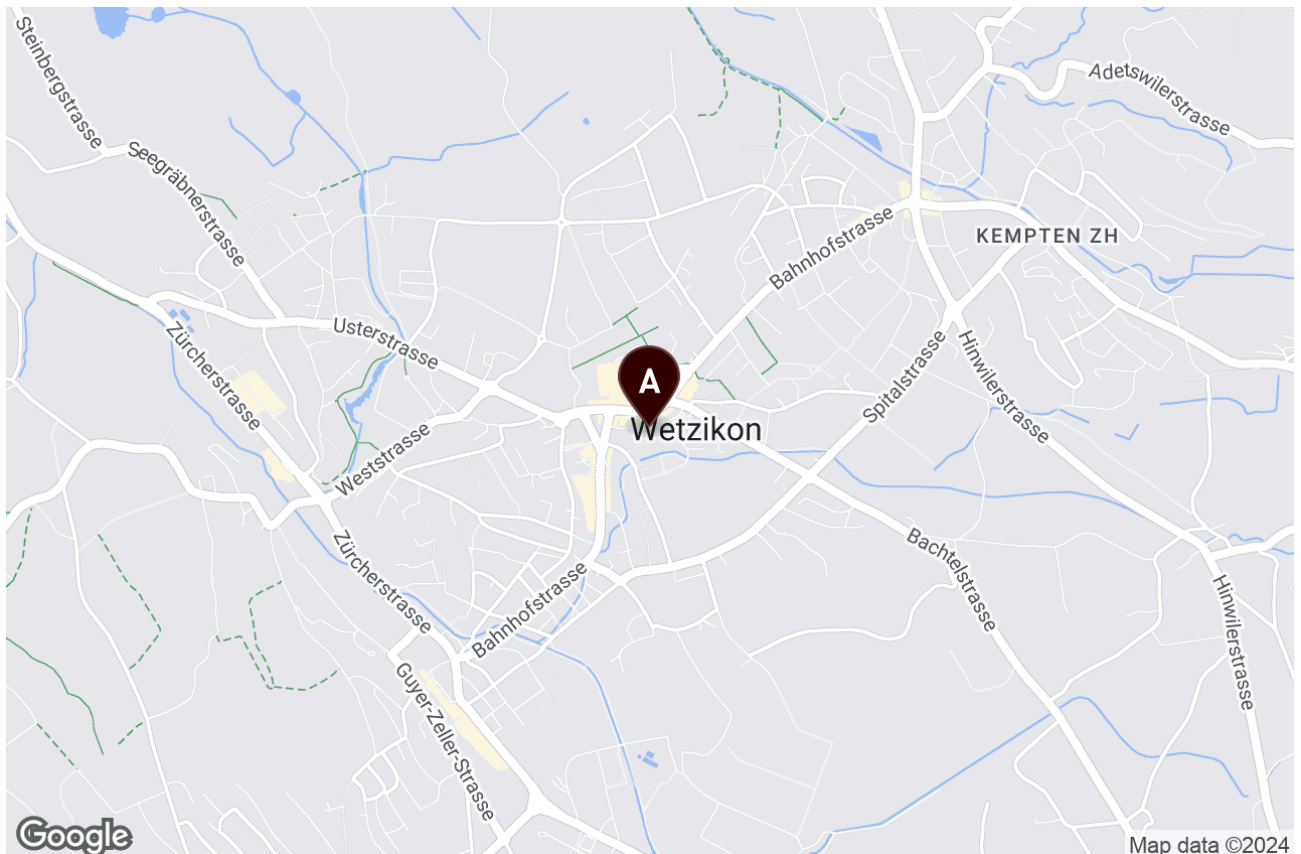 Steinbergstrasse
Adetswilerstrasse
Seegräbnerstrasse
Bahnhofstrasse
KEMPTEN ZH
Zürcherstrasse
Usterstrasse
A
Wetzikon
Spitalstrasse
Hinwilerstrasse
Weststrasse
Zürcherstrasse
Bahnhofstrasse
Bachtelstrasse
Hinwilerstrasse
Guyer-Zeller-Strasse
Google
Map data ©2024